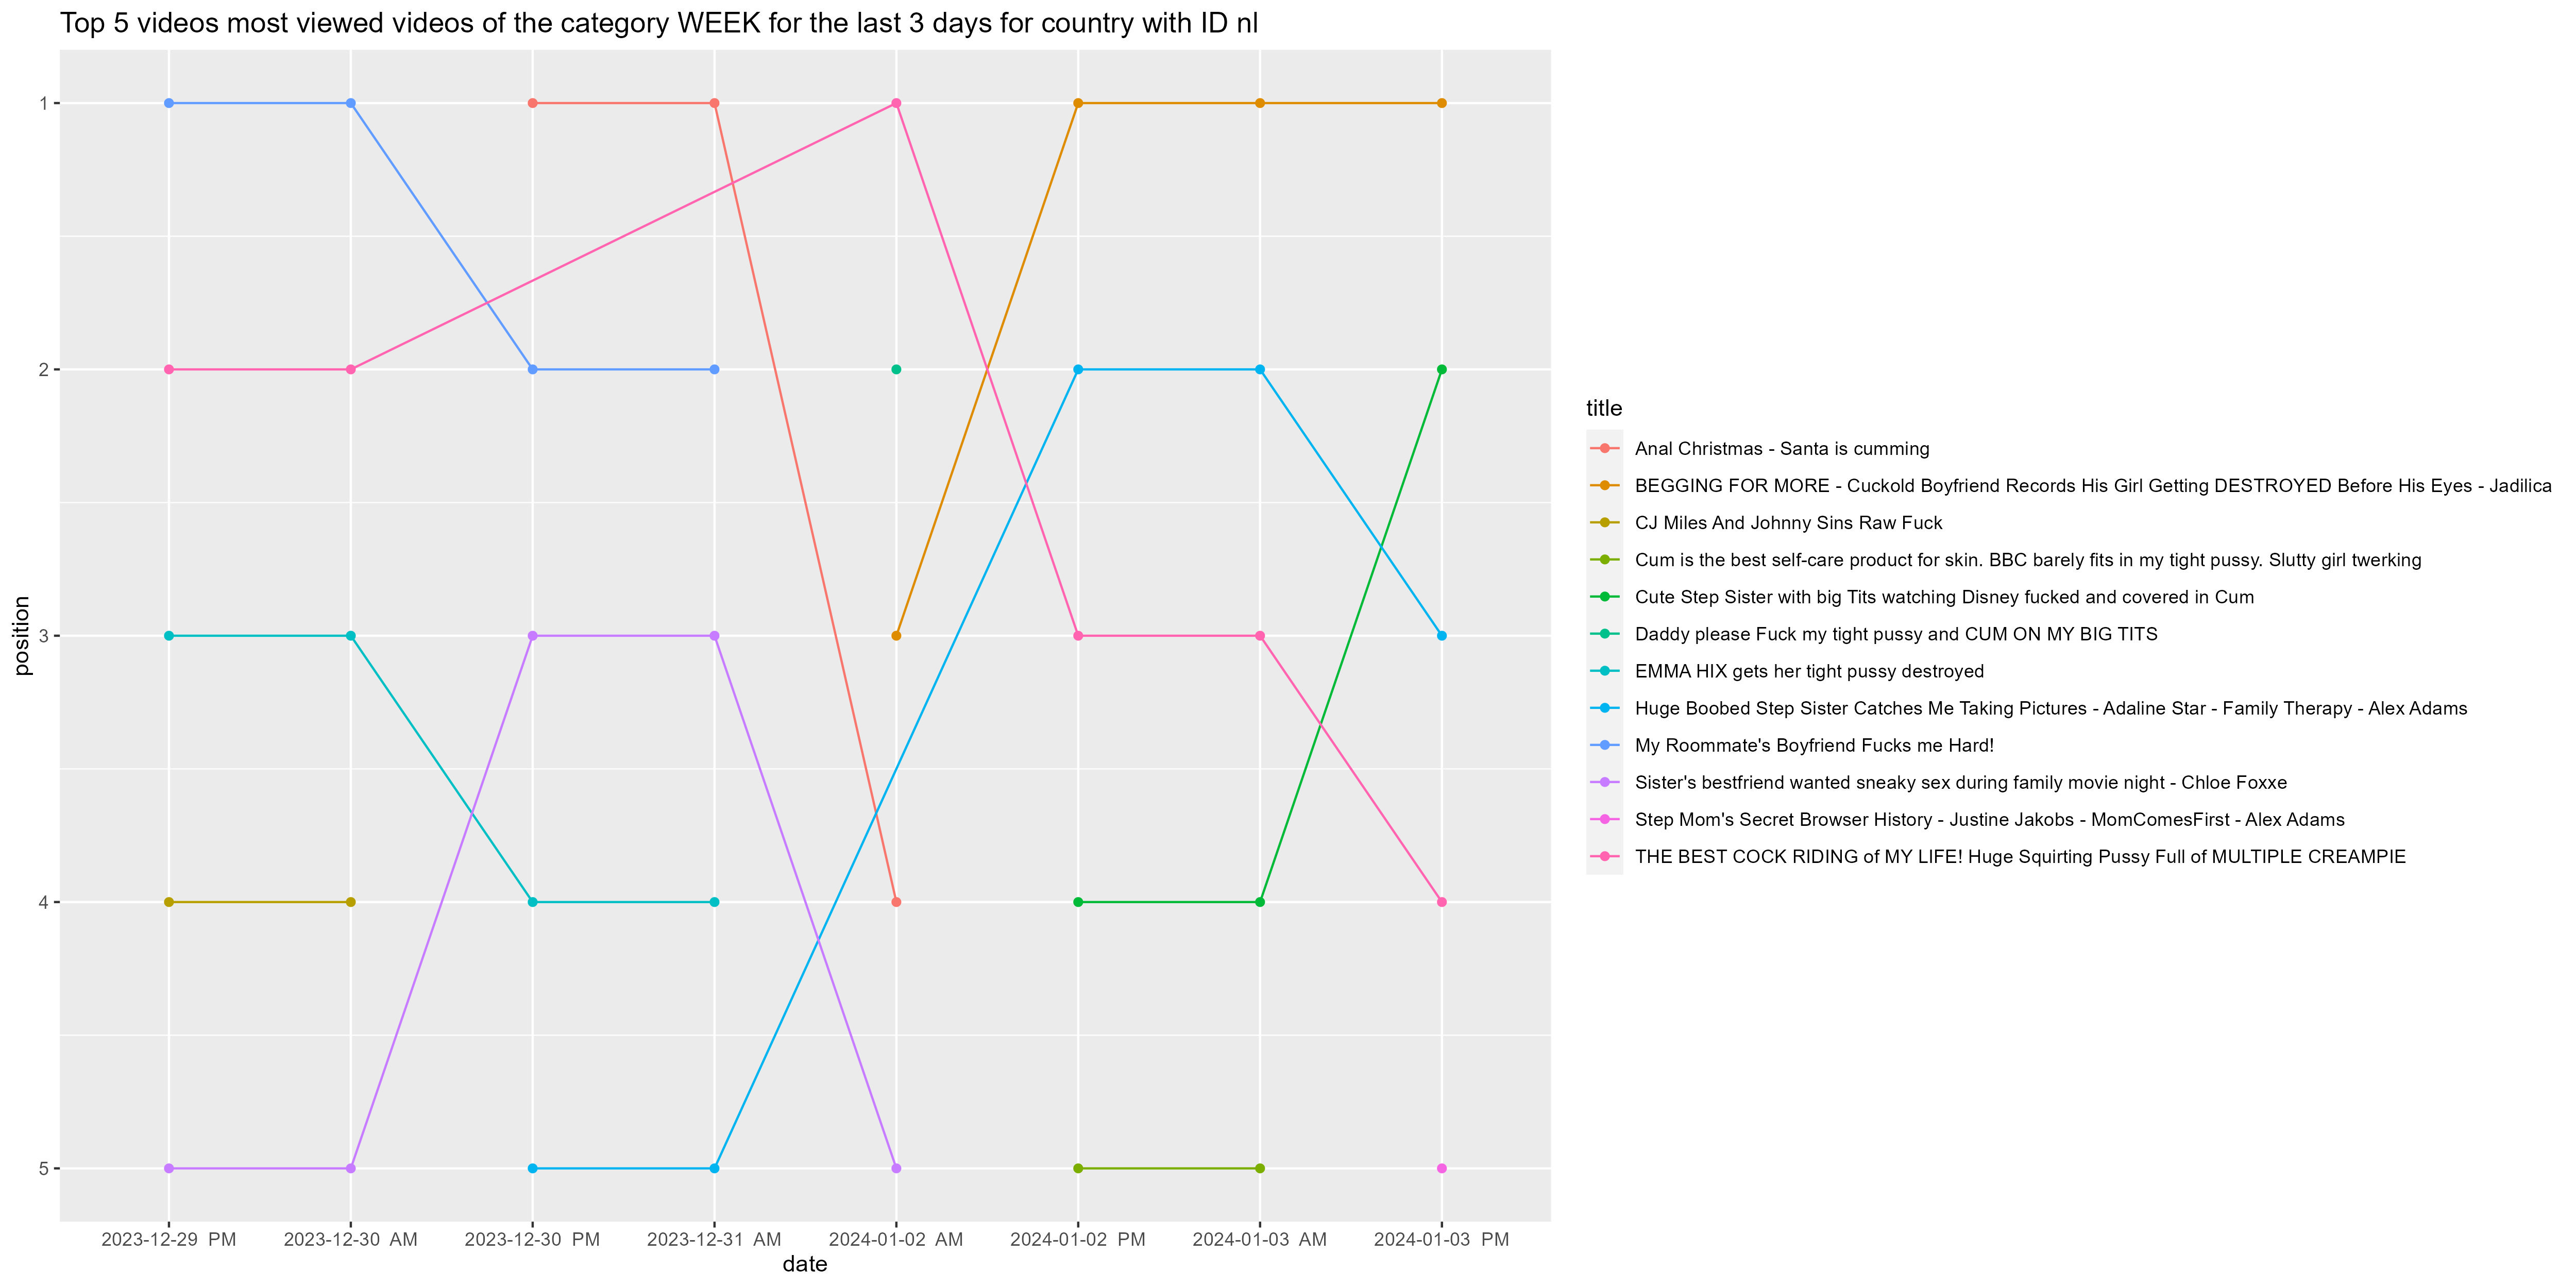 Top 5 videos most viewed videos of the category WEEK for the last 3 days for country with ID nl
position
1
2
3
4
5
2023-12-29 PM
2023-12-30 AM
2023-12-30 PM
2023-12-31 AM
2024-01-02 AM
2024-01-02 PM
2024-01-03 AM
2024-01-03 PM
date
title
Anal Christmas - Santa is cumming
BEGGING FOR MORE - Cuckold Boyfriend Records His Girl Getting DESTROYED Before His Eyes - Jadilica
CJ Miles And Johnny Sins Raw Fuck
Cum is the best self-care product for skin. BBC barely fits in my tight pussy. Slutty girl twerking
Cute Step Sister with big Tits watching Disney fucked and covered in Cum
Daddy please Fuck my tight pussy and CUM ON MY BIG TITS
EMMA HIX gets her tight pussy destroyed
Huge Boobed Step Sister Catches Me Taking Pictures - Adaline Star - Family Therapy - Alex Adams
My Roommate's Boyfriend Fucks me Hard!
Sister's bestfriend wanted sneaky sex during family movie night - Chloe Foxxe
Step Mom's Secret Browser History - Justine Jakobs - MomComesFirst - Alex Adams
THE BEST COCK RIDING of MY LIFE! Huge Squirting Pussy Full of MULTIPLE CREAMPIE